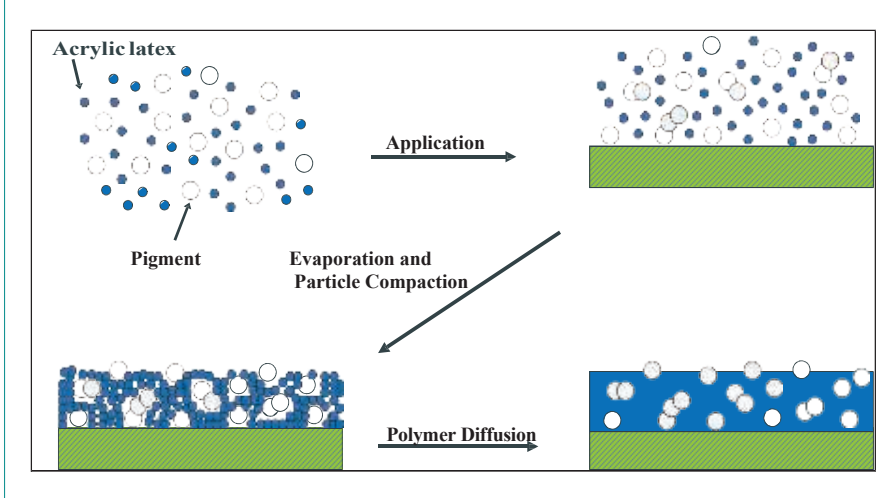 Acrylic latex
Application
Pigment
Evaporation and
Particle Compaction
Polymer Diffusion